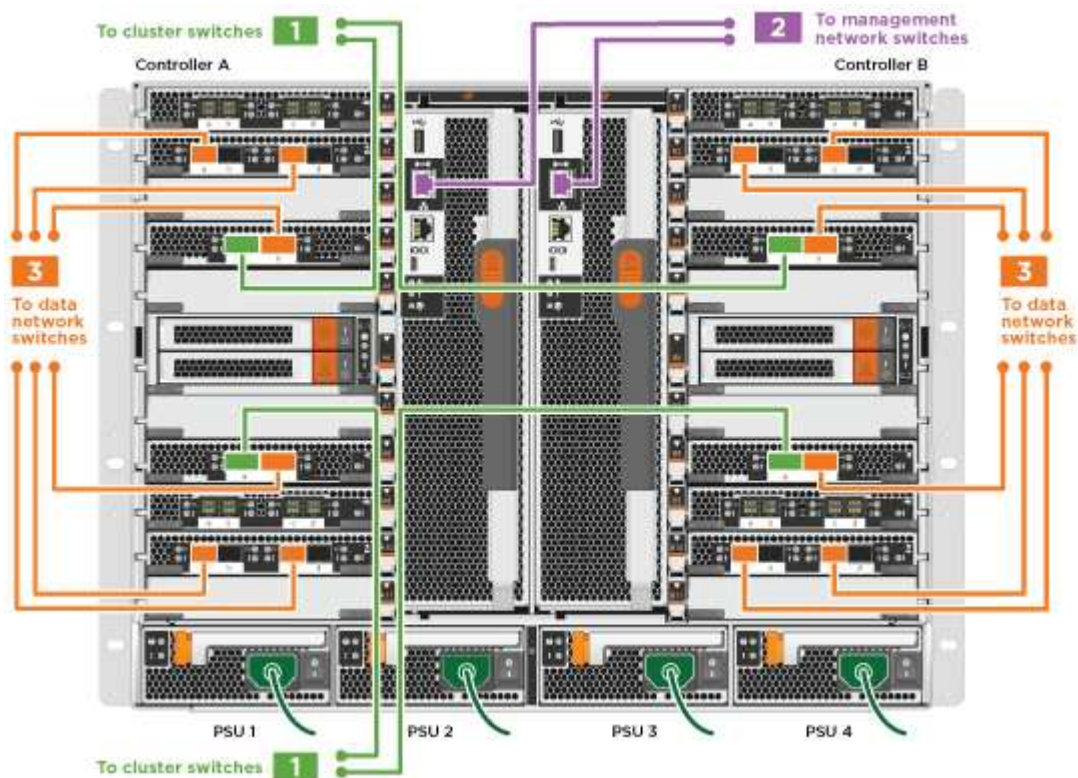 To cluster switches 1
2 To management
network switches
Controller A
Controller B
3
To data
network
switches
3
To data
network
switches
PSU 1
PSU 2
PSU 3
PSU 4
To cluster switches 1